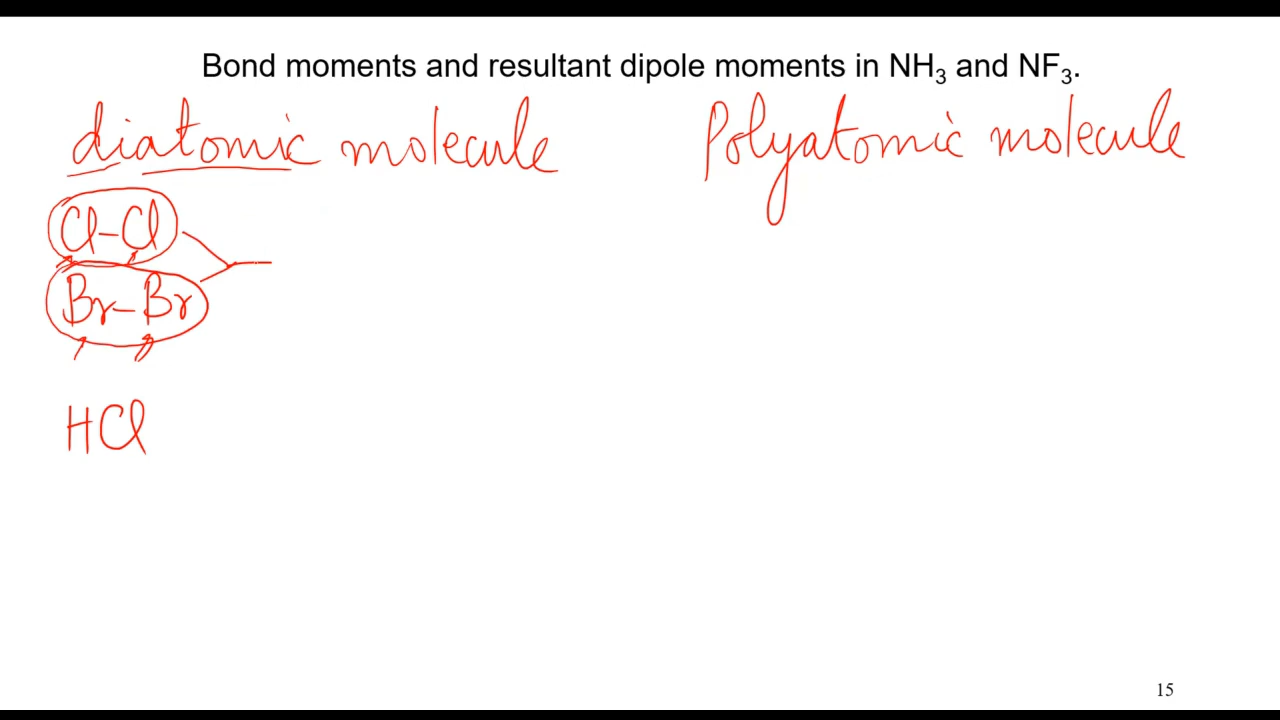 Bond moments and resultant dipole moments in NH₃ and NF₃.
diatomic molecule
Polyatomic molecule
Cl-Cl
Br-Br
HCl
15